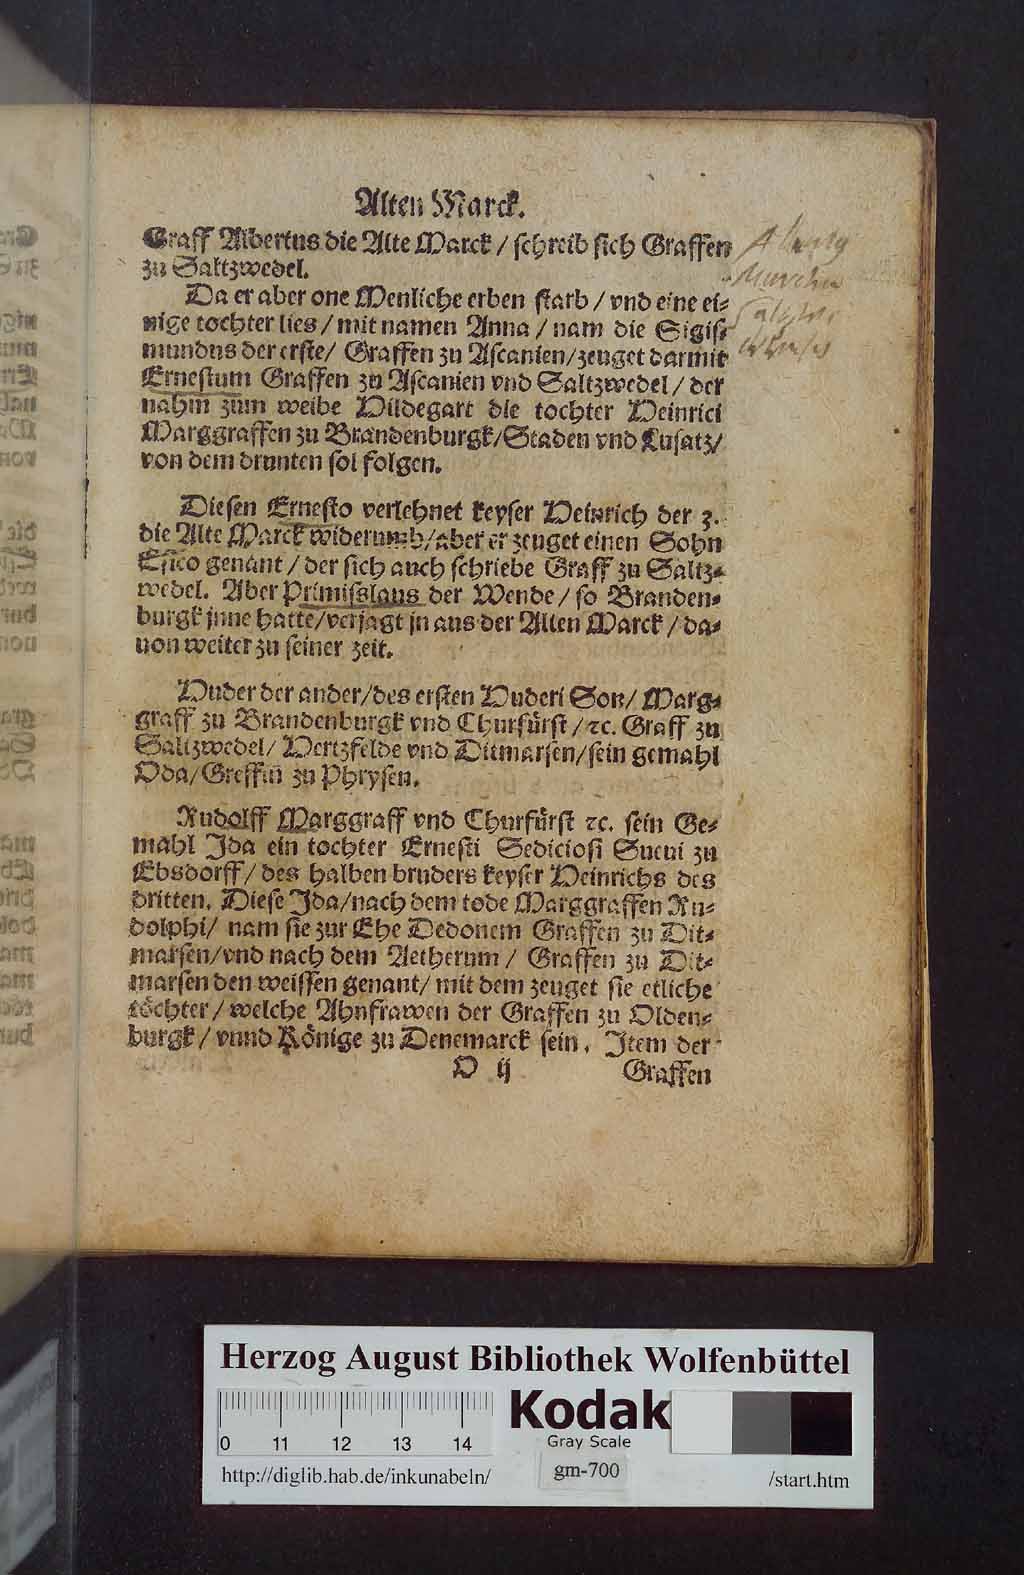 Alten Marck.
Graff Albertus die Alte Marck / schreib sich Graffen
zu Saltzwedel.
Da er aber one Menliche erben starb / vnd eine ei-
nige tochter lies / mit namen Anna / nam die Sigis-
mundus der erste / Graffen zu Ascanien / zeuget darmit
Ernestum Graffen zu Ascanien vnd Saltzwedel / der
nahm zum weibe Hildegart die tochter Heinrici
Marggraffen zu Brandenburgk / Staden vnd Lusatz /
von dem drunten sol folgen.
Diesen Ernesto verlehnet keyser Heinrich der 3.
die Alte Marck widerumb / aber er zeuget einen Sohn
Esico genant / der sich auch schriebe Graff zu Saltz-
wedel. Aber Primisslaus der Wende / so Branden-
burgk jnne hatte / verjagt jn aus der Alten Marck / da-
uon weiter zu seiner zeit.
Huder der ander / des ersten Huderi Son / Marg-
graff zu Brandenburgk vnd Churfürst / ꝛc. Graff zu
Saltzwedel / Hertzfelde vnd Ditmarsen / sein gemahl
Oda / Greffin zu Phrysen.
Rudolff Marggraff vnd Churfürst ꝛc. sein Ge-
mahl Ida ein tochter Ernesti Sediciosi Sueui zu
Ebsdorff / des halben bruders keyser Heinrichs des
dritten. Diese Ida / nach dem tode Marggraffen Ru-
dolphi / nam sie zur Ehe Dedonem Graffen zu Dit-
marsen / vnd nach dem Aetherum / Graffen zu Dit-
marsen den weissen genant / mit dem zeuget sie etliche
töchter / welche Ahnfrawen der Graffen zu Olden-
burgk / vnnd Könige zu Denemarck sein. Item der
D ij Graffen
Herzog August Bibliothek Wolfenbüttel
0 11 12 13 14
Kodak
Gray Scale
http://diglib.hab.de/inkunabeln/ gm-700 /start.htm